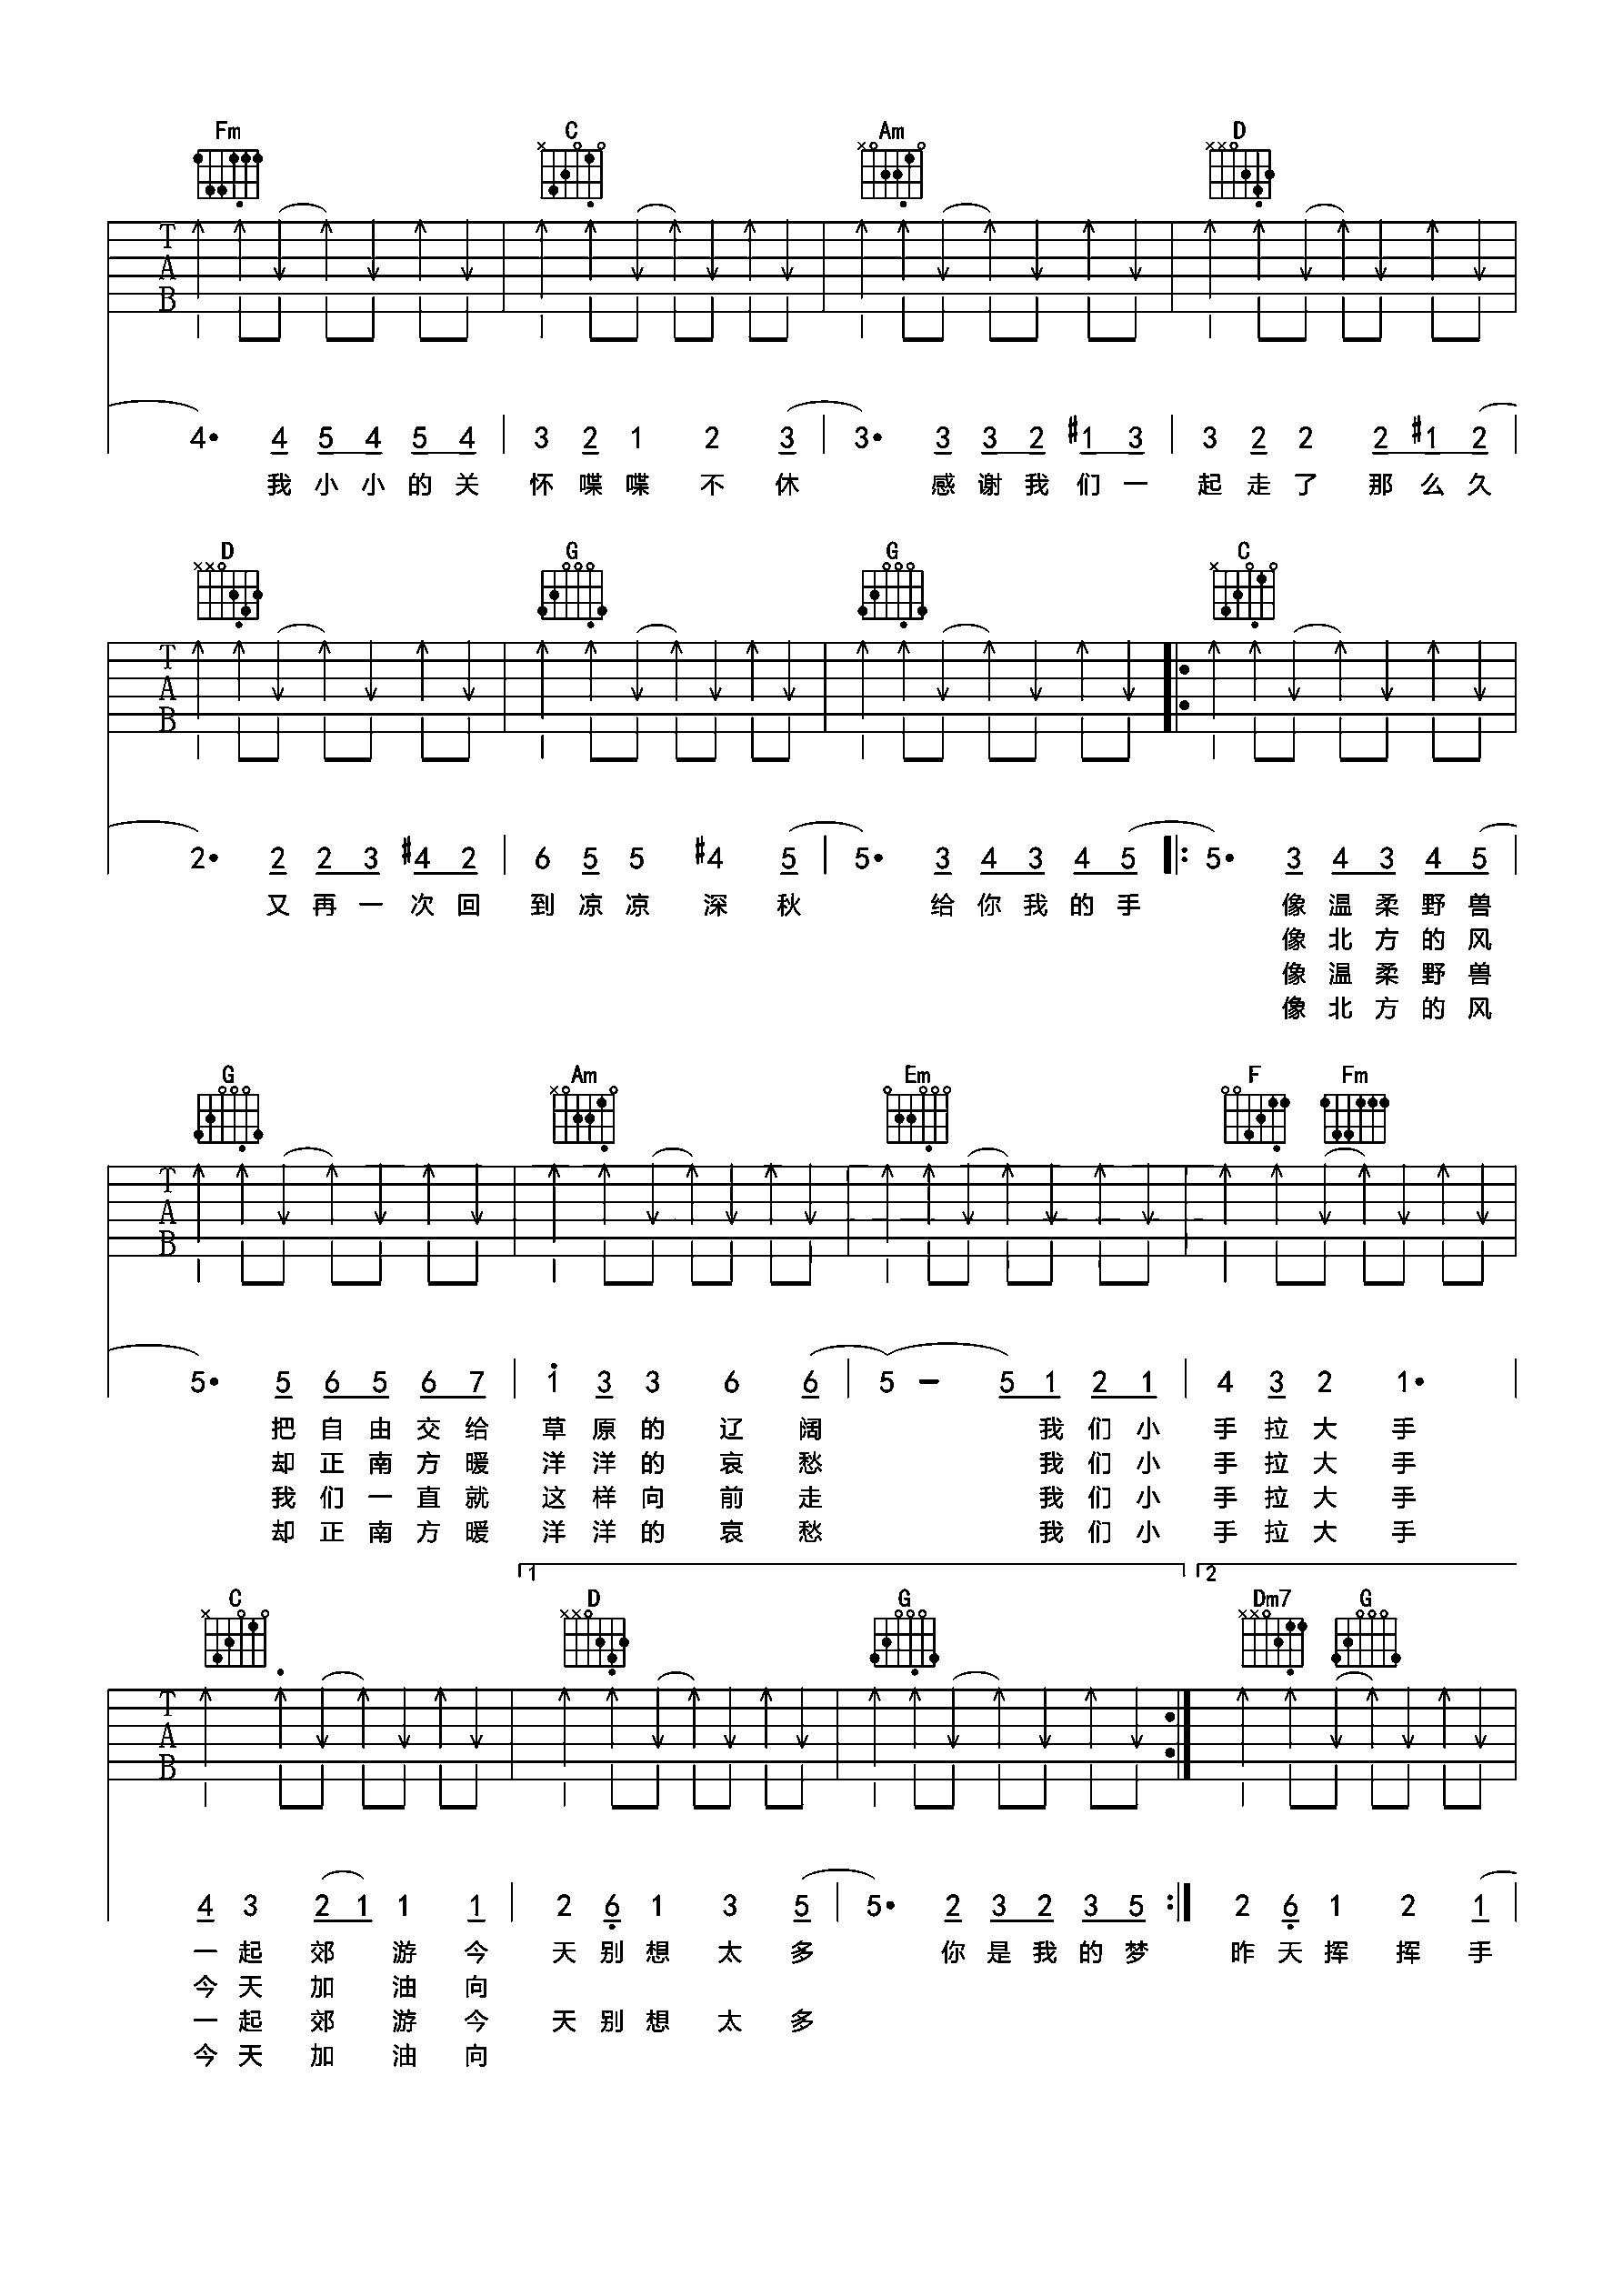 Fm C Am D
T A B
4· 4 5 4 5 4 | 3 2 1 2 3 | 3· 3 3 2 #1 3 | 3 2 2 2 #1 2 |
我小小的关 怀喋喋不休 感谢我们一 起走了那么久
D G G C
T A B
2· 2 2 3 #4 2 | 6 5 5 #4 5 | 5· 3 4 3 4 5 |: 5· 3 4 3 4 5 |
又再一次回 到凉凉深秋 给你我的手 像温柔野兽
像北方的风
像温柔野兽
像北方的风
G Am Em F Fm
T A B
5· 5 6 5 6 7 | 1 3 3 6 6 | 5 - 5 1 2 1 | 4 3 2 1· |
把自由交给 草原的辽阔 我们小 手拉大手
却正南方暖 洋洋的哀愁 我们小 手拉大手
我们一直就 这样向前走 我们小 手拉大手
却正南方暖 洋洋的哀愁 我们小 手拉大手
1 2
C D G Dm7 G
T A B
4 3 2 1 1 1 | 2 6 1 3 5 | 5· 2 3 2 3 5 :| 2 6 1 2 1 |
一起郊游今 天别想太多 你是我的梦 昨天挥挥手
今天加油向
一起郊游今 天别想太多
今天加油向